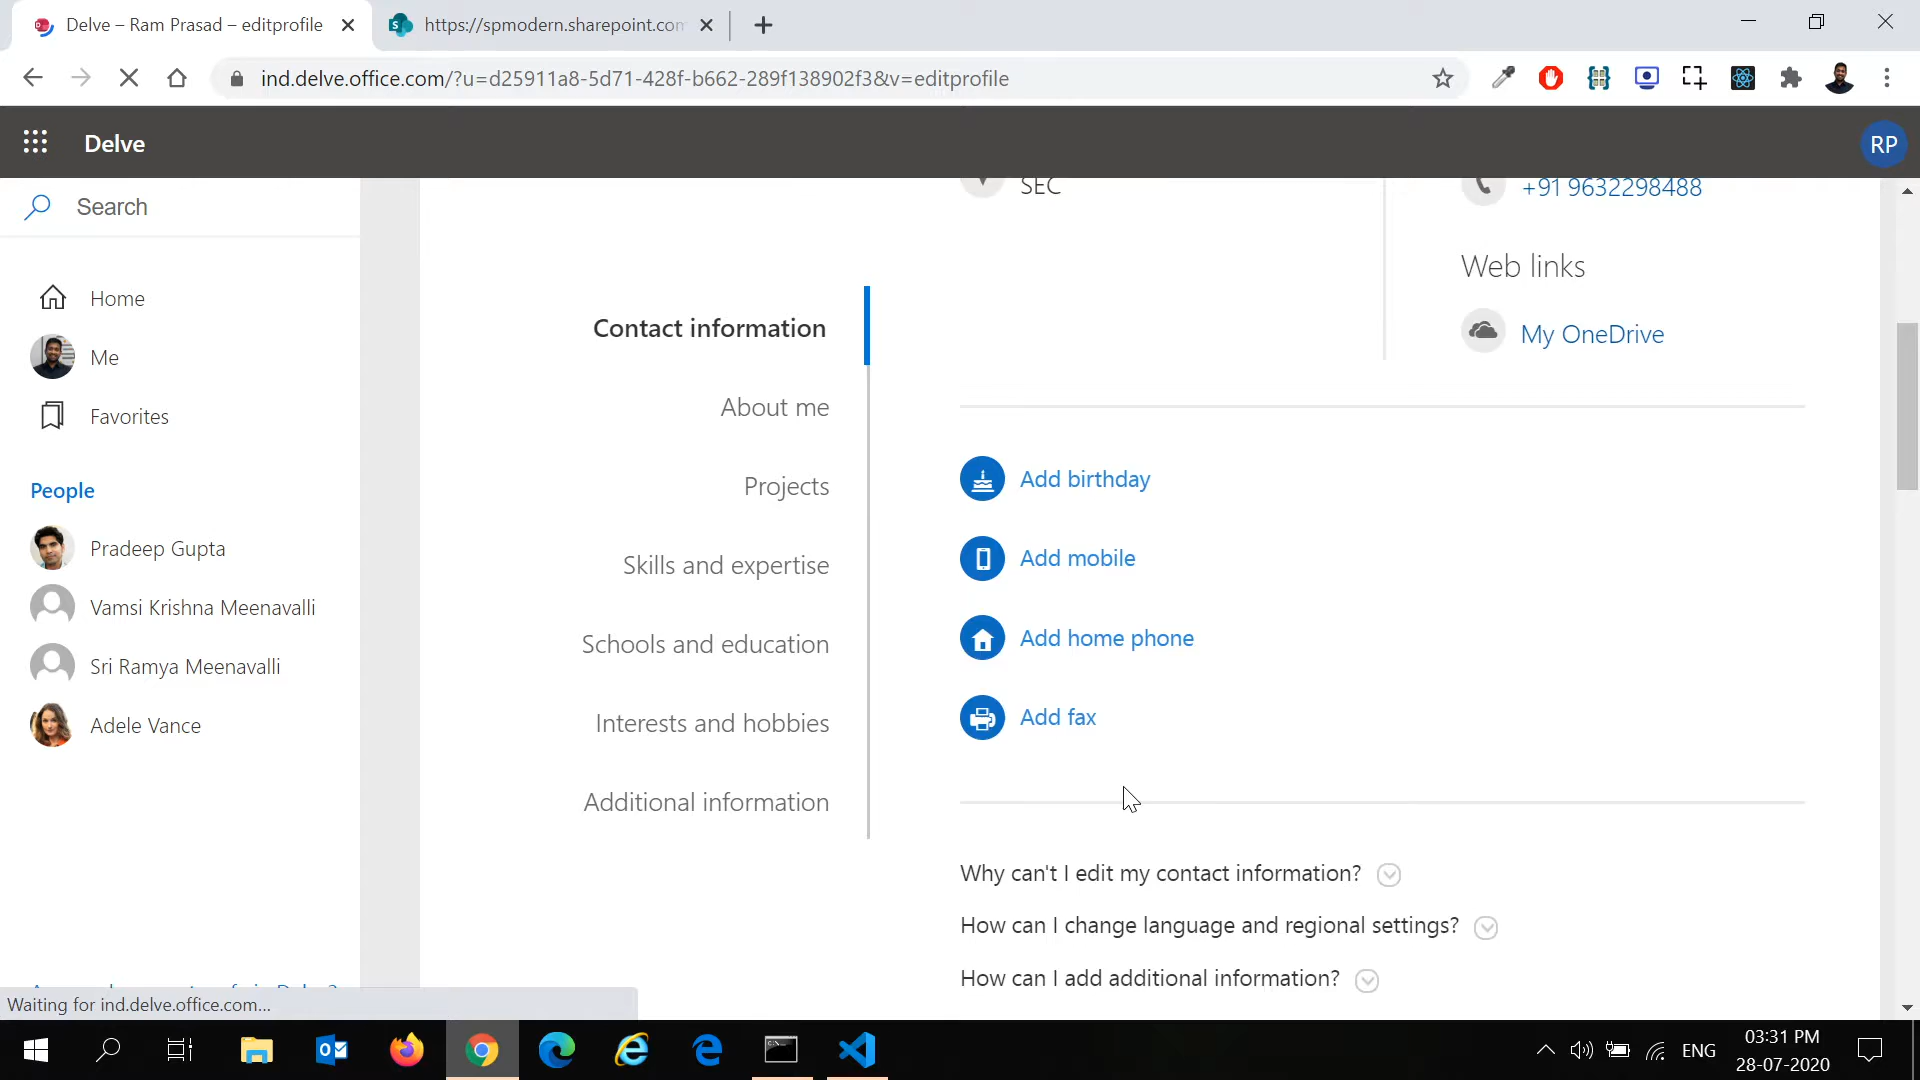 Delve – Ram Prasad – editprofile
https://spmodern.sharepoint.com
ind.delve.office.com/?u=d25911a8-5d71-428f-b662-289f138902f3&v=editprofile
Delve
RP
Search
Home
Me
Favorites
People
Pradeep Gupta
Vamsi Krishna Meenavalli
Sri Ramya Meenavalli
Adele Vance
Waiting for ind.delve.office.com...
Contact information
About me
Projects
Skills and expertise
Schools and education
Interests and hobbies
Additional information
SEC
+91 9632298488
Web links
My OneDrive
Add birthday
Add mobile
Add home phone
Add fax
Why can't I edit my contact information?
How can I change language and regional settings?
How can I add additional information?
ENG
03:31 PM
28-07-2020